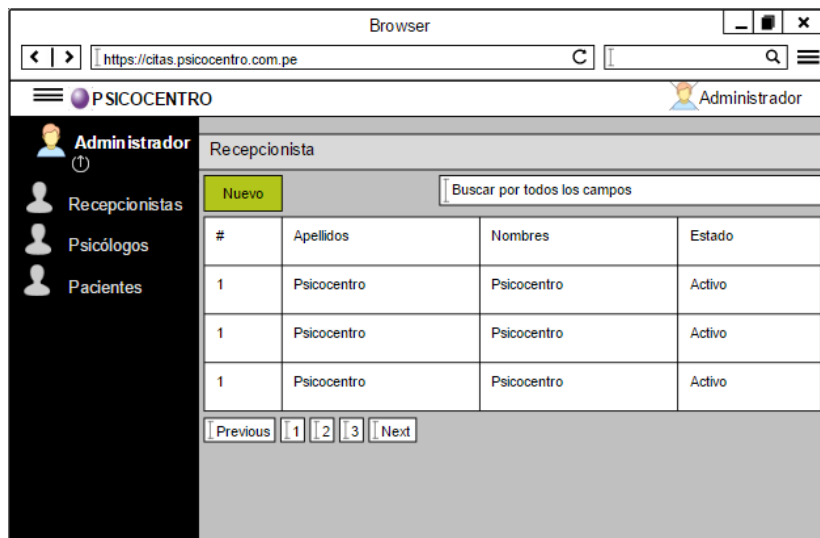 Browser
https://citas.psicocentro.com.pe
PSICOCENTRO
Administrador
Administrador
Recepcionistas
Psicólogos
Pacientes
Recepcionista
Nuevo
Buscar por todos los campos
# Apellidos Nombres Estado
1 Psicocentro Psicocentro Activo
1 Psicocentro Psicocentro Activo
1 Psicocentro Psicocentro Activo
Previous 1 2 3 Next